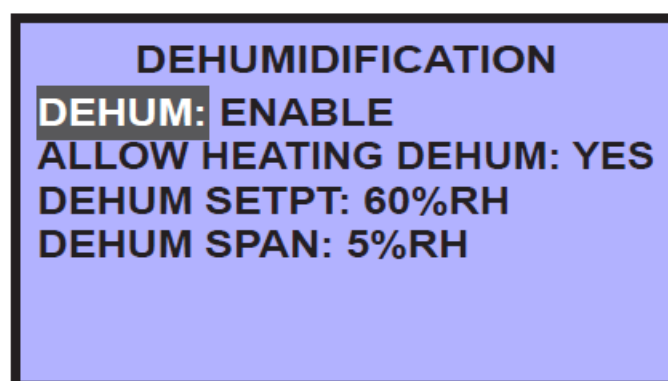 DEHUMIDIFICATION
DEHUM: ENABLE
ALLOW HEATING DEHUM: YES
DEHUM SETPT: 60%RH
DEHUM SPAN: 5%RH